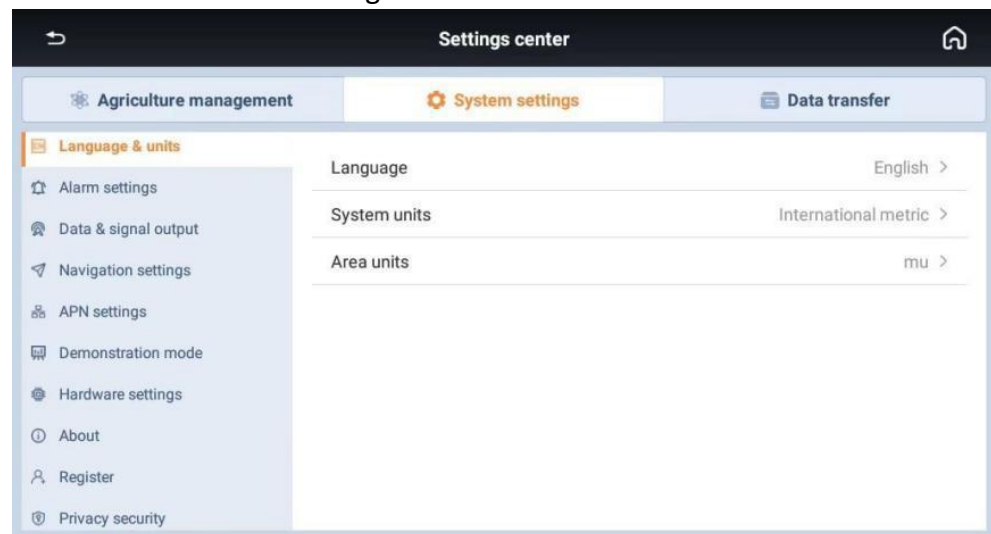 Settings center
Agriculture management
System settings
Data transfer
Language & units
Alarm settings
Data & signal output
Navigation settings
APN settings
Demonstration mode
Hardware settings
About
Register
Privacy security
Language English
System units International metric
Area units mu